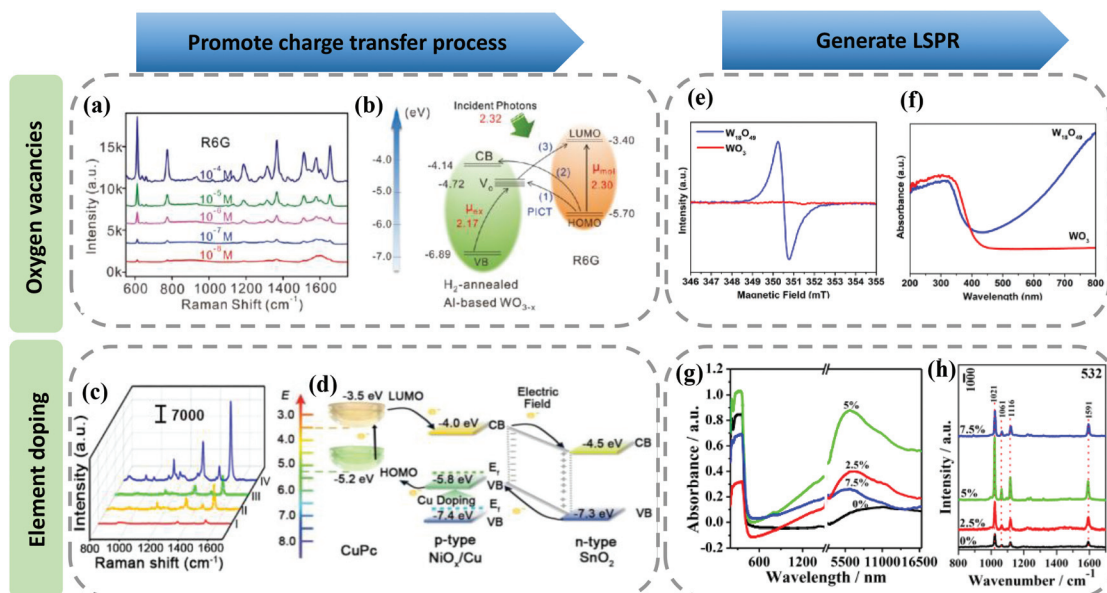 Promote charge transfer process
Generate LSPR
Oxygen vacancies
Element doping
(a)
R6G
15k
10k
5k
0k
10⁻⁴ M
10⁻⁵ M
10⁻⁶ M
10⁻⁷ M
10⁻⁸ M
600 800 1000 1200 1400 1600
Raman Shift (cm⁻¹)
Intensity (a.u.)
(b)
(eV)
-4.0
-5.0
-6.0
-7.0
Incident Photons
2.32
LUMO
-3.40
CB
-4.14
-4.72
(3)
(2)
(1)
PICT
μmol
2.30
μex
2.17
HOMO
-5.70
-6.89
VB
R6G
H₂-annealed
Al-based WO₃₋ₓ
(e)
W₁₈O₄₉
WO₃
Intensity (a.u.)
346 347 348 349 350 351 352 353 354 355
Magnetic Field (mT)
(f)
W₁₈O₄₉
WO₃
Absorbance (a.u.)
200 300 400 500 600 700 800
Wavelength (nm)
(c)
7000
Intensity (a.u.)
IV
III
II
I
800 1000 1200 1400 1600
Raman shift (cm⁻¹)
(d)
E
3.0
4.0
5.0
6.0
7.0
8.0
-3.5 eV
LUMO
-4.0 eV
CB
Electric
Field
-4.5 eV
CB
HOMO
-5.2 eV
-5.8 eV
Ef
VB
Cu Doping
Ef
-7.4 eV
VB
-7.3 eV
VB
CuPc
p-type
NiOₓ/Cu
n-type
SnO₂
(g)
1.2
1.0
0.8
0.6
0.4
0.2
0.0
-0.2
5%
2.5%
7.5%
0%
Absorbance / a.u.
600 1200 5500 11000 16500
Wavelength / nm
(h)
1000
532
1021
1061
1116
1591
7.5%
5%
2.5%
0%
Intensity / a.u.
800 1000 1200 1400 1600
Wavenumber / cm⁻¹